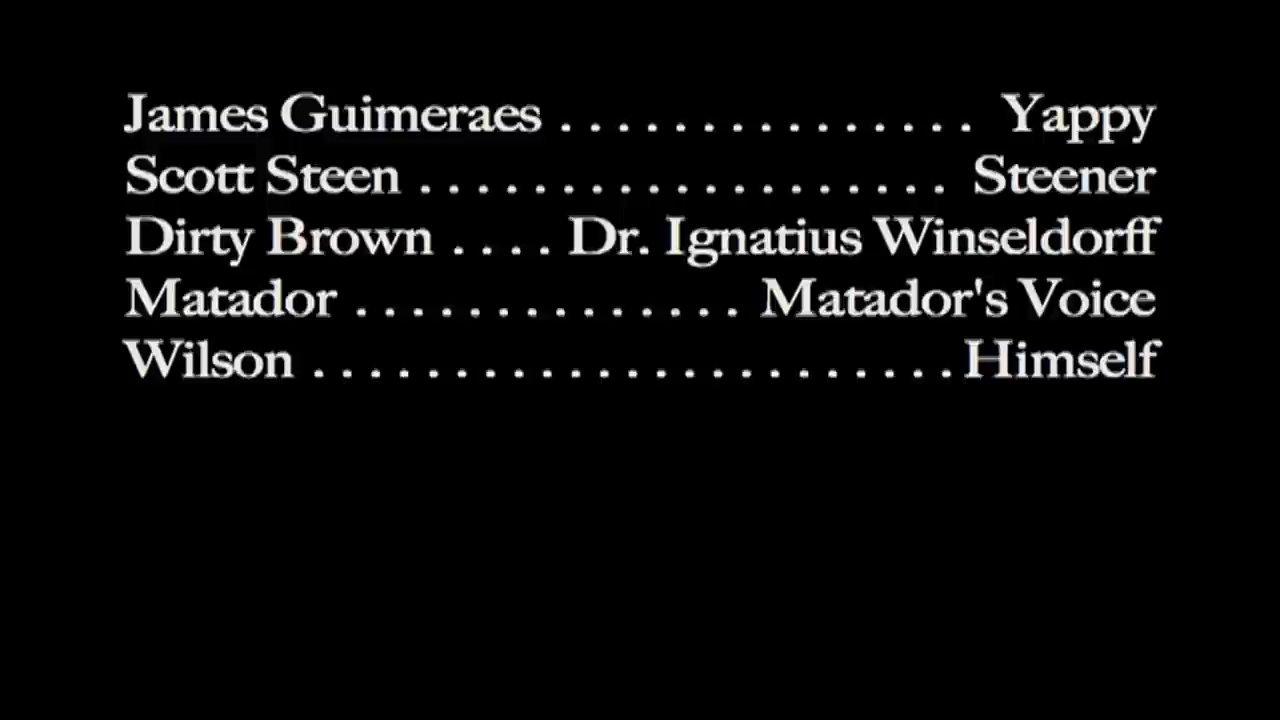 James Guimeraes . . . . . . . . . . . . . . . Yappy
Scott Steen . . . . . . . . . . . . . . . . . . . Steener
Dirty Brown . . . . Dr. Ignatius Winseldorff
Matador . . . . . . . . . . . . . . Matador's Voice
Wilson . . . . . . . . . . . . . . . . . . . . . . . Himself